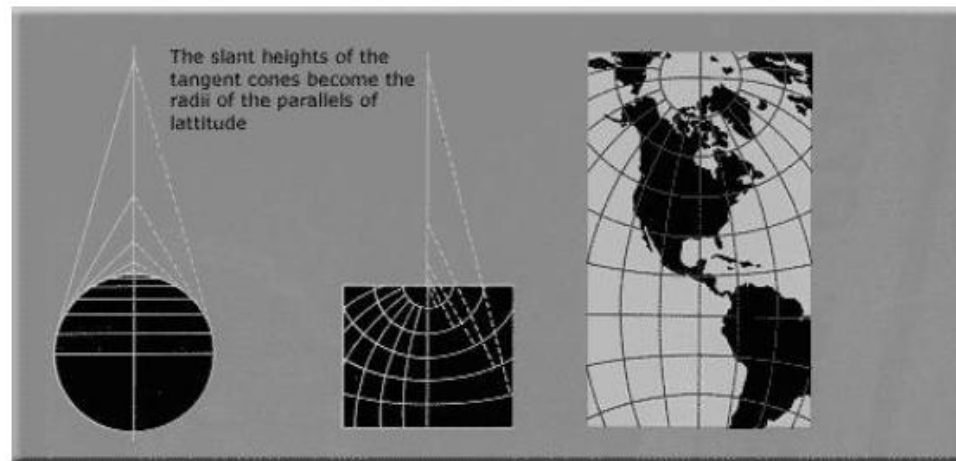 The slant heights of the
tangent cones become the
radii of the parallels of
lattitude